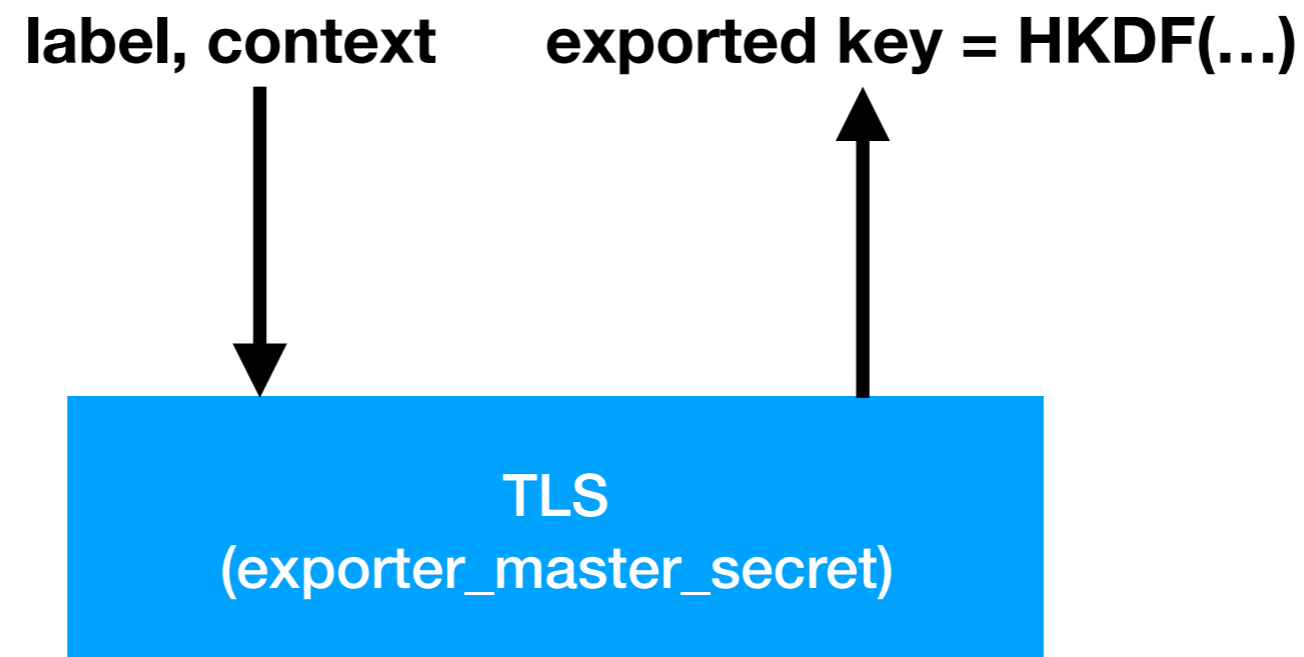 label, context
exported key = HKDF(…)
TLS
(exporter_master_secret)